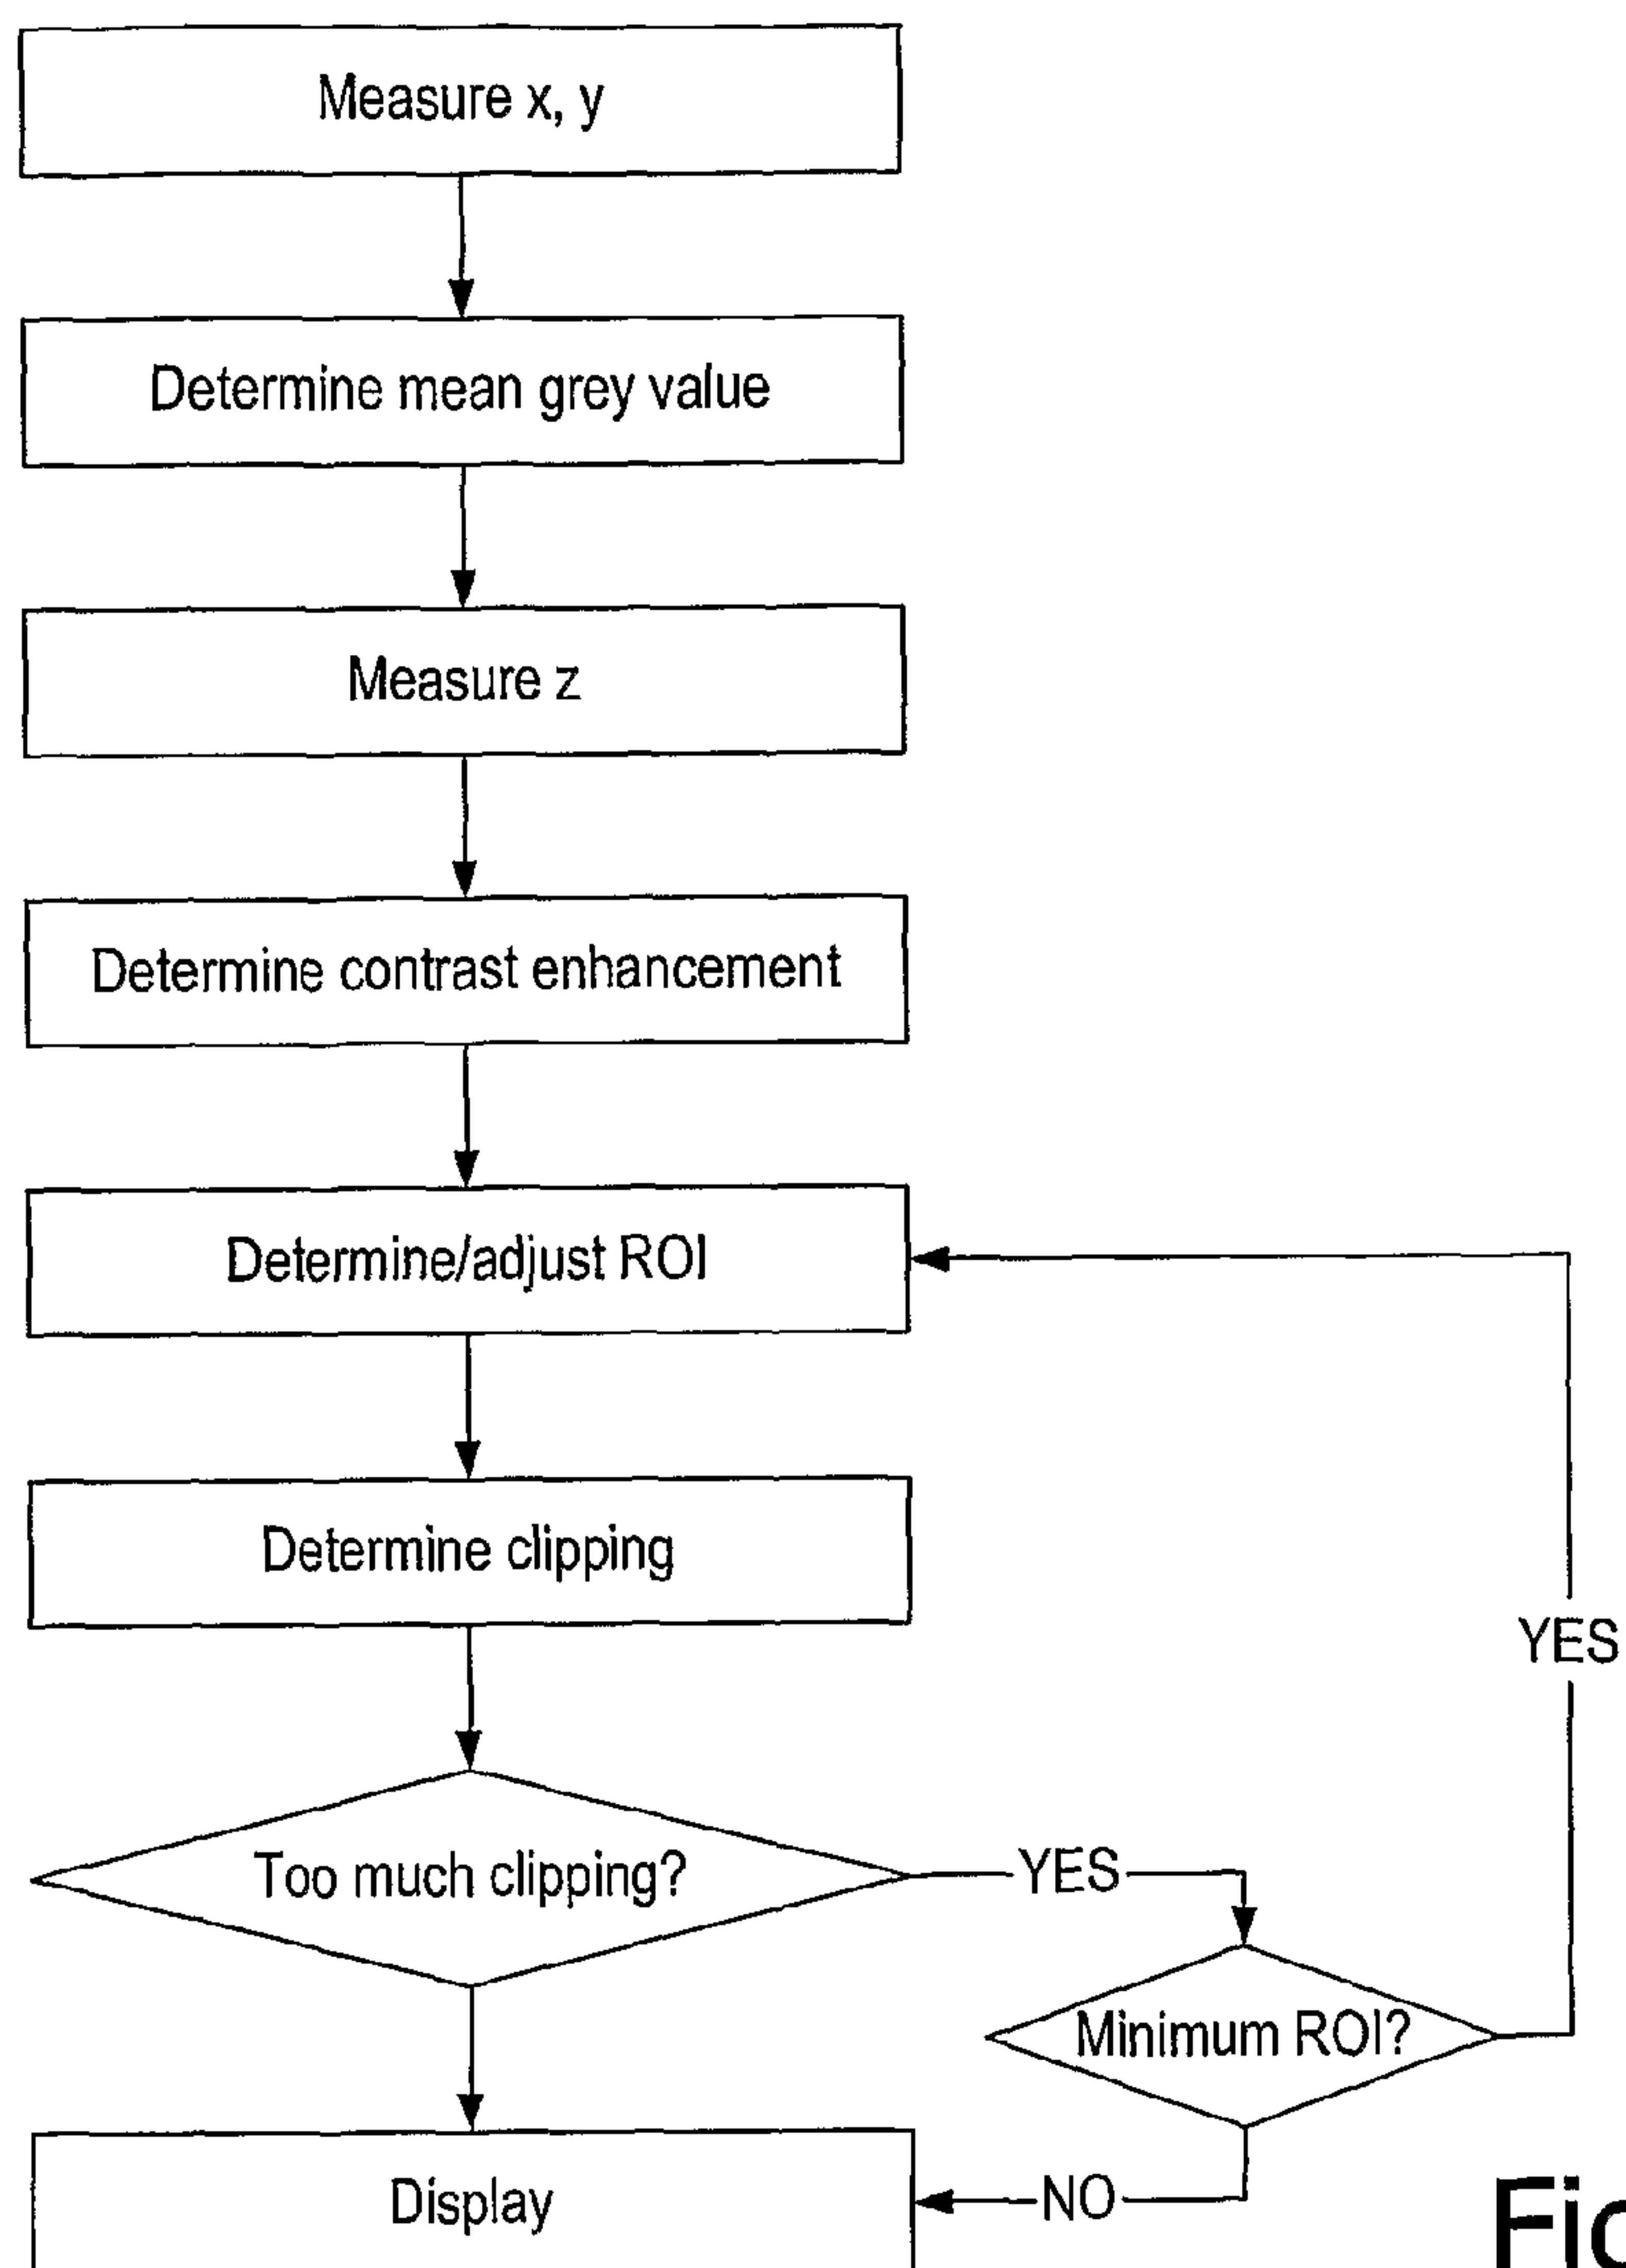 Measure x, y
Determine mean grey value
Measure z
Determine contrast enhancement
Determine/adjust ROI
Determine clipping
YES
Too much clipping?
YES
Minimum ROI?
Display
NO